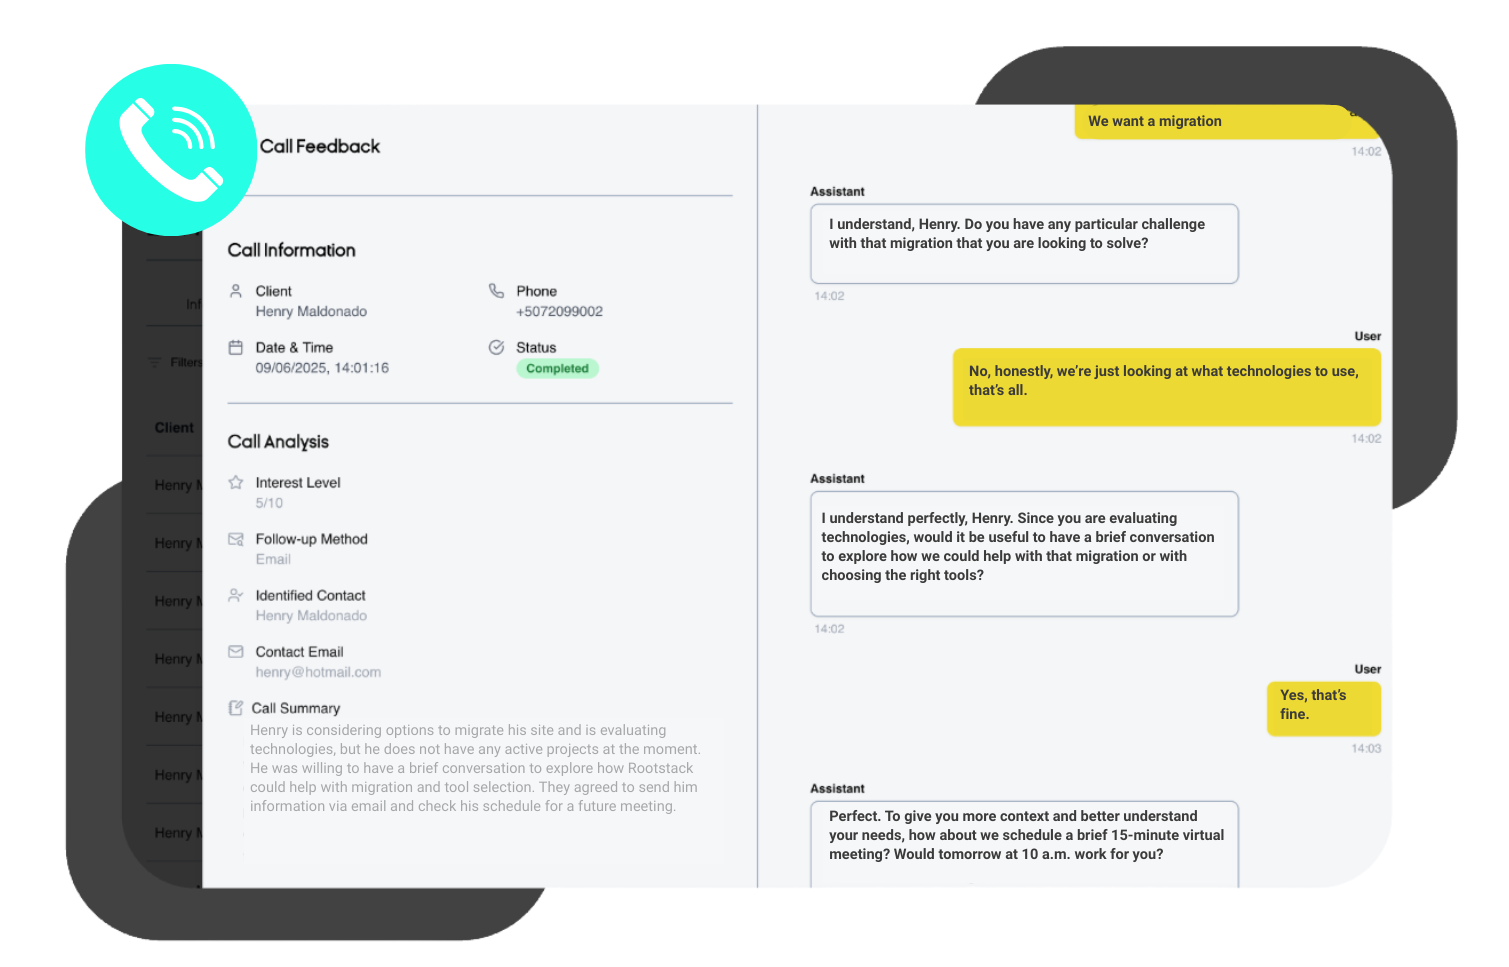 Call Feedback
Call Information
Client
Henry Maldonado
Phone
+5072099002
Date & Time
09/06/2025, 14:01:16
Status
Completed
Call Analysis
Interest Level
5/10
Follow-up Method
Email
Identified Contact
Henry Maldonado
Contact Email
henry@hotmail.com
Call Summary
Henry is considering options to migrate his site and is evaluating
technologies, but he does not have any active projects at the moment.
He was willing to have a brief conversation to explore how Rootstack
could help with migration and tool selection. They agreed to send him
information via email and check his schedule for a future meeting.
Filters
Client
Henry
Henry
Henry
Henry
Henry
Henry
Henry
We want a migration
14:02
Assistant
I understand, Henry. Do you have any particular challenge
with that migration that you are looking to solve?
14:02
User
No, honestly, we’re just looking at what technologies to use,
that’s all.
14:02
Assistant
I understand perfectly, Henry. Since you are evaluating
technologies, would it be useful to have a brief conversation
to explore how we could help with that migration or with
choosing the right tools?
14:02
User
Yes, that’s
fine.
14:03
Assistant
Perfect. To give you more context and better understand
your needs, how about we schedule a brief 15-minute virtual
meeting? Would tomorrow at 10 a.m. work for you?